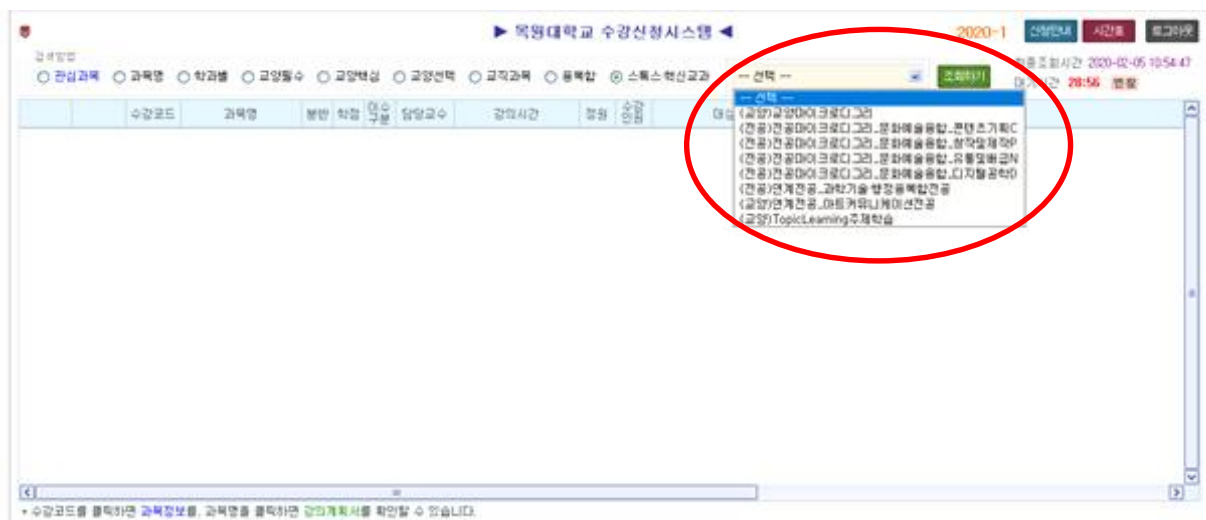 ▶ 목원대학교 수강신청시스템 ◀
2020-1 신청안내 시간표 로그아웃
검색방법
관심과목 과목명 학과별 교양필수 교양핵심 교양선택 교직과목 융복합 스톡스 혁신교과 -- 선택 -- 조회하기
최종조회시간 2020-02-05 10:54:47
대기시간 28:56 연장
수강코드 과목명 분반 학점 이수구분 담당교수 강의시간 정원 수강인원
-- 선택 --
(교양)교양마이크로디그리
(전공)전공마이크로디그리_문화예술융합_콘텐츠기획C
(전공)전공마이크로디그리_문화예술융합_창작및제작P
(전공)전공마이크로디그리_문화예술융합_유통및배급N
(전공)전공마이크로디그리_문화예술융합_디지털공학D
(전공)연계전공_과학기술행정융복합전공
(교양)연계전공_아트커뮤니케이션전공
(교양)TopicLearning주제학습
• 수강코드를 클릭하면 과목정보를, 과목명을 클릭하면 강의계획서를 확인할 수 있습니다.